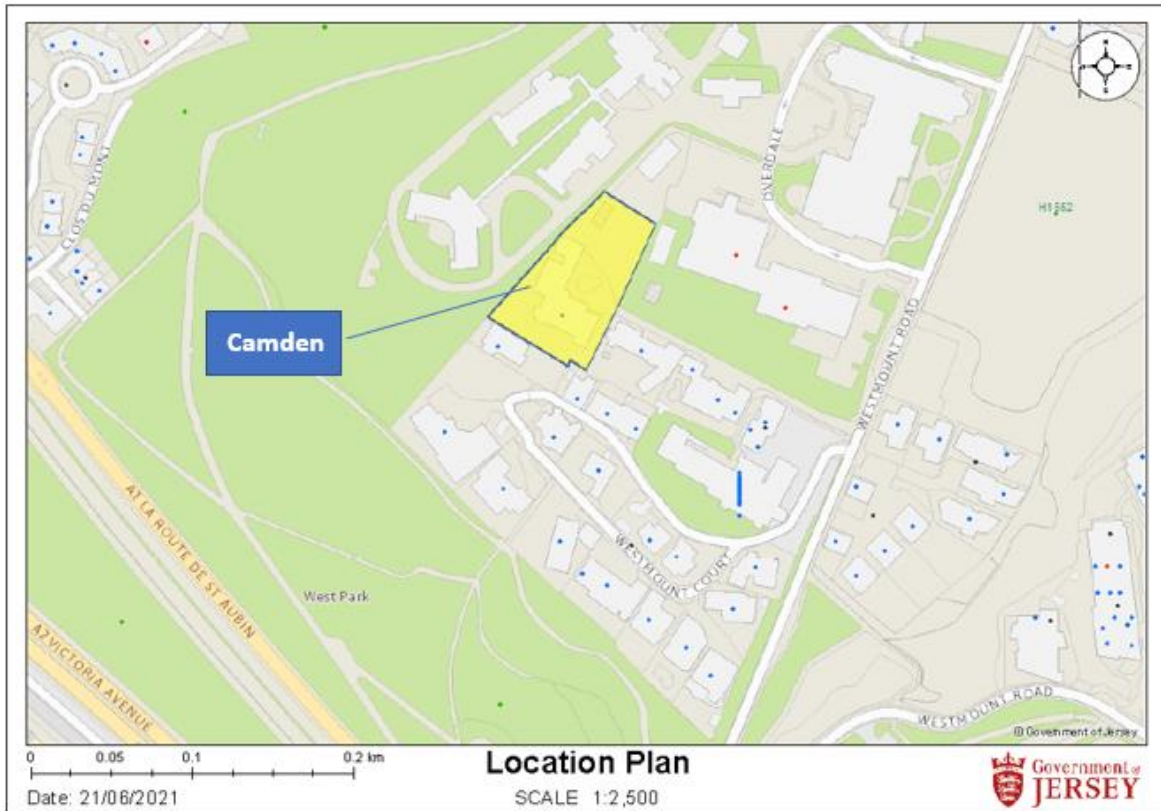 CLOS DU MONT
OVERDALE
H1552
Camden
WESTMOUNT ROAD
A1 LA ROUTE DE ST AUBIN
West Park
WESTMOUNT COURT
A2 VICTORIA AVENUE
WESTMOUNT ROAD
© Government of Jersey
0 0.05 0.1 0.2 km
Location Plan
Date: 21/06/2021
SCALE 1:2,500
Government of
JERSEY